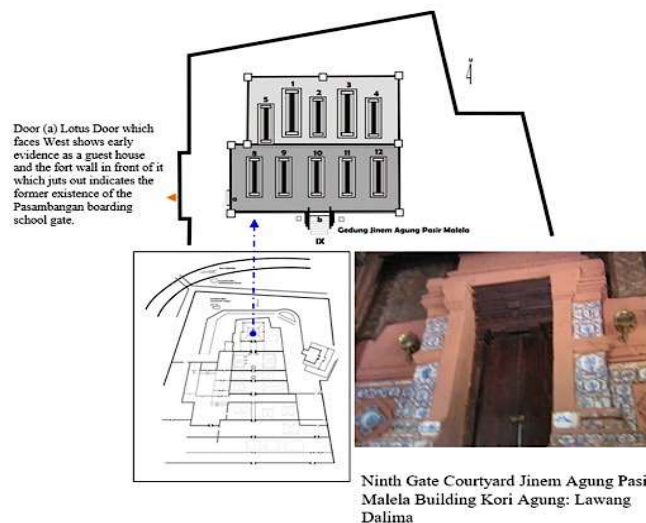 1
2
3
4
5
M
4
Door (a) Lotus Door which
faces West shows early
evidence as a guest house
and the fort wall in front of it
which juts out indicates the
former existence of the
Pasambangan boarding
school gate.
8
9
10
11
12
a
b
Gedung Jinem Agung Pasir Malela
IX
Ninth Gate Courtyard Jinem Agung Pasi
Malela Building Kori Agung: Lawang
Dalima